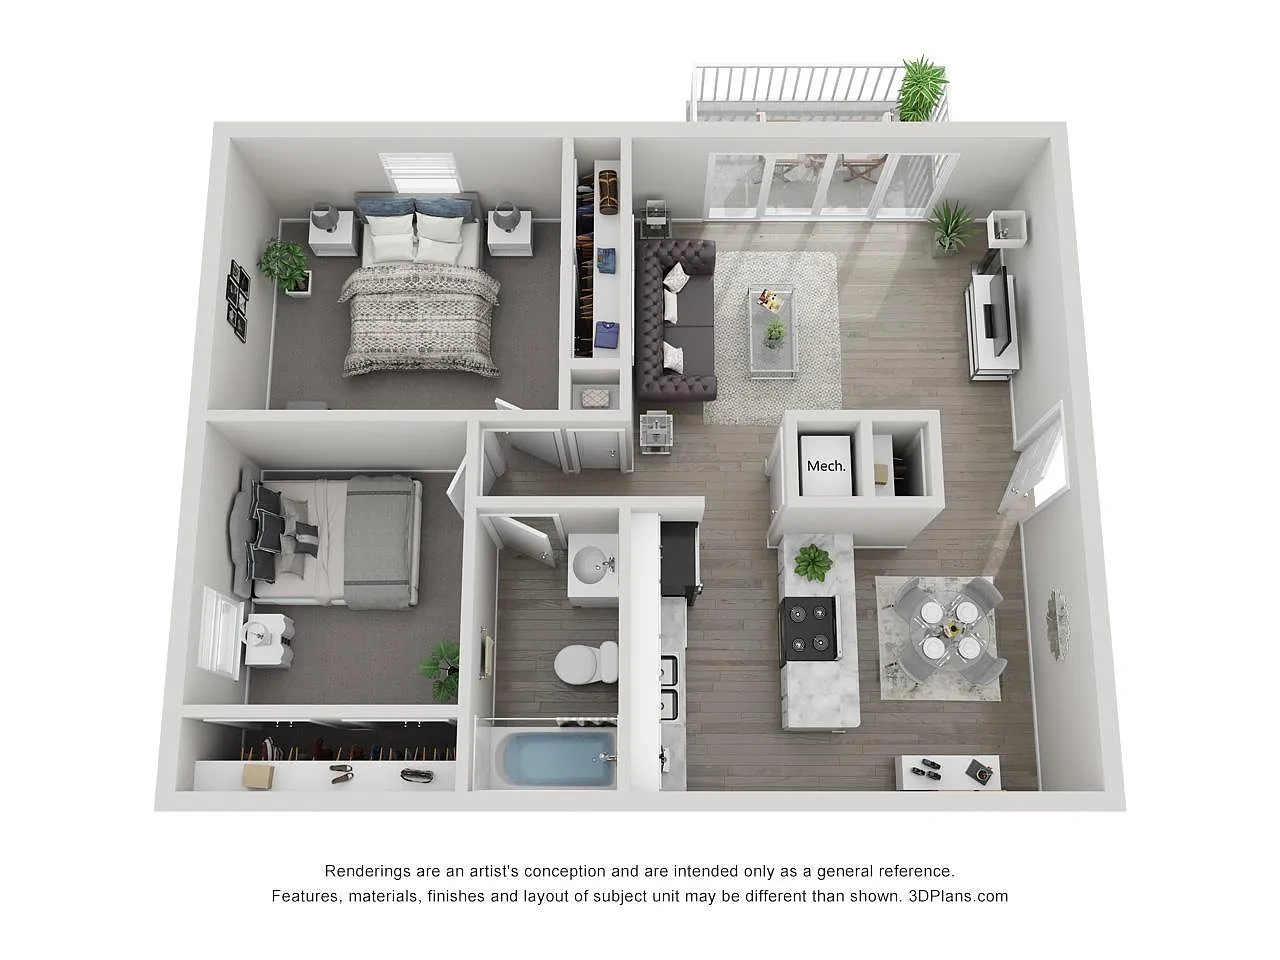 Mech.
Renderings are an artist's conception and are intended only as a general reference.
Features, materials, finishes and layout of subject unit may be different than shown. 3DPlans.com